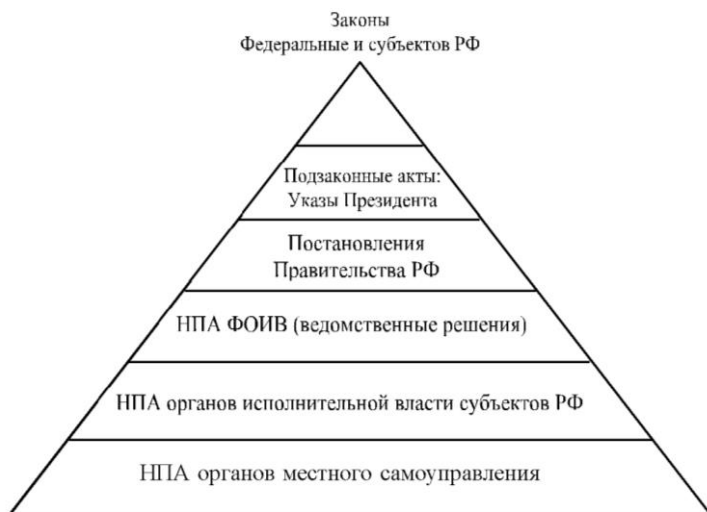 Законы
Федеральные и субъектов РФ
Подзаконные акты:
Указы Президента
Постановления
Правительства РФ
НПА ФОИВ (ведомственные решения)
НПА органов исполнительной власти субъектов РФ
НПА органов местного самоуправления